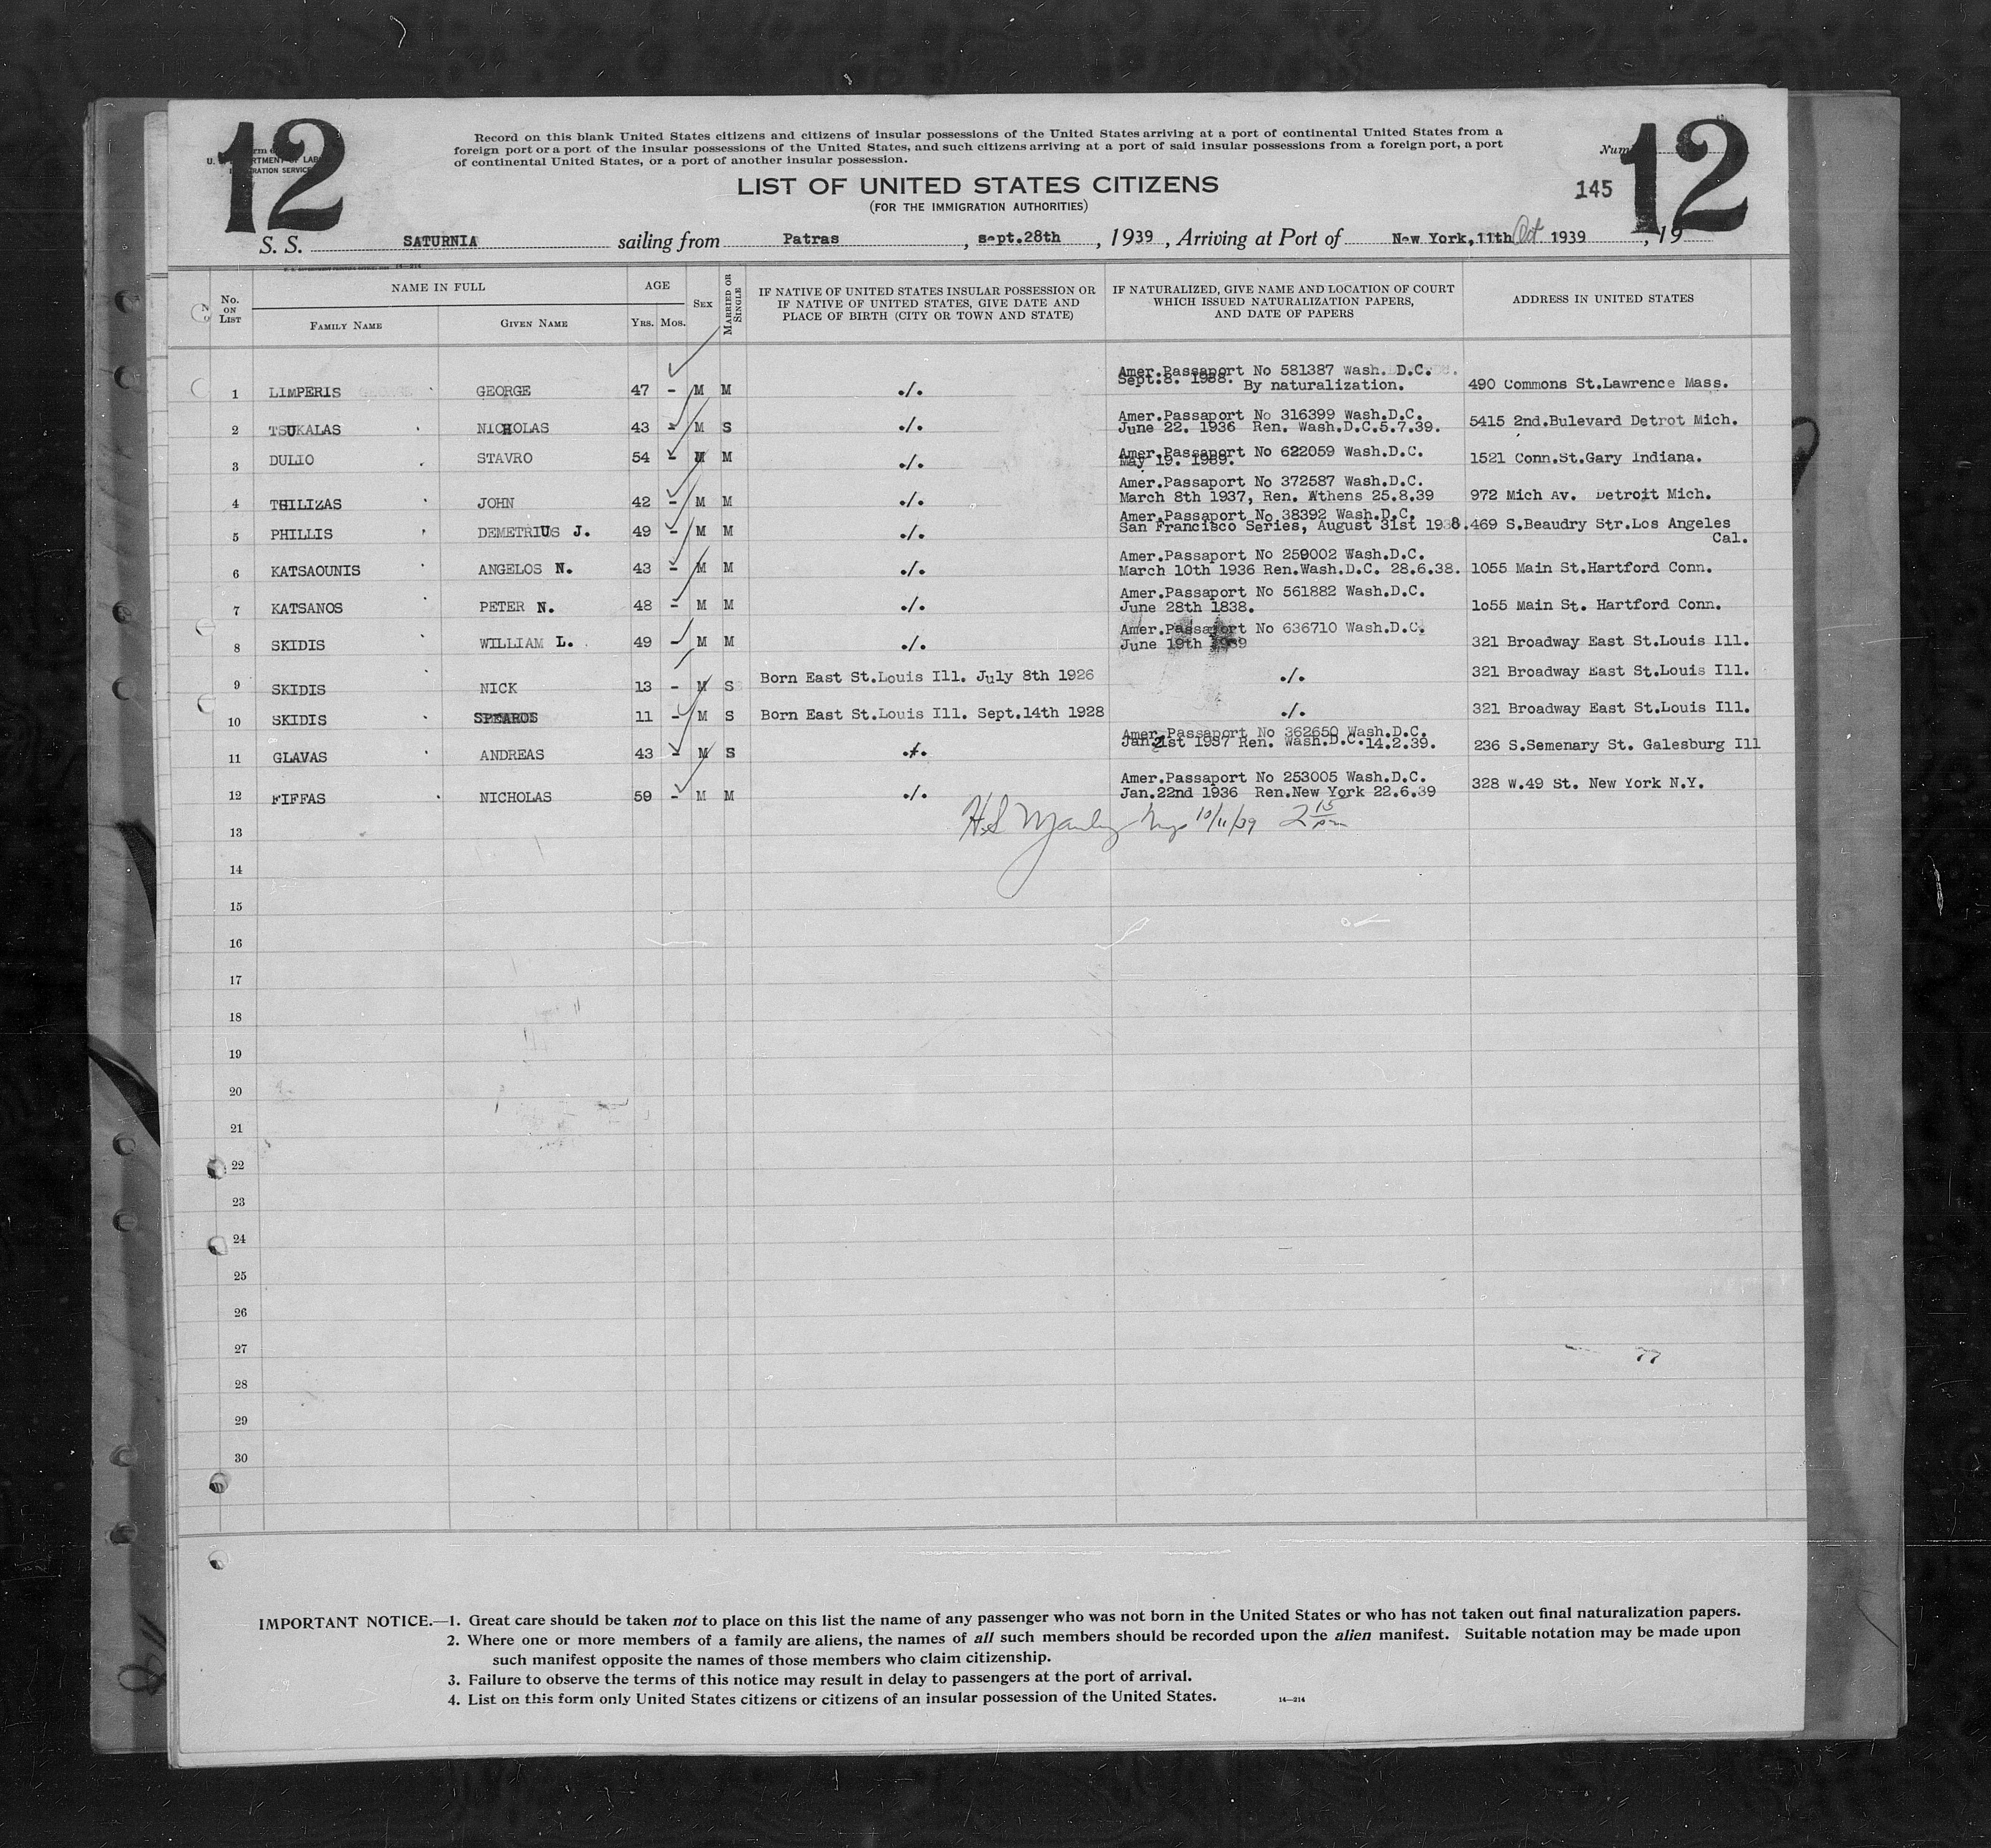 12
12
Record on this blank United States citizens and citizens of insular possessions of the United States arriving at a port of continental United States from a
foreign port or a port of the insular possessions of the United States, and such citizens arriving at a port of said insular possessions from a foreign port, a port
of continental United States, or a port of another insular possession.
LIST OF UNITED STATES CITIZENS
(FOR THE IMMIGRATION AUTHORITIES)
145
S. S. SATURNIA sailing from Patras, sept.28th, 1939, Arriving at Port of New York, 11th Oct 1939, 19
No. ON LIST
NAME IN FULL
FAMILY NAME GIVEN NAME
AGE
YRS. MOS.
SEX
MARRIED OR SINGLE
IF NATIVE OF UNITED STATES INSULAR POSSESSION OR
IF NATIVE OF UNITED STATES, GIVE DATE AND
PLACE OF BIRTH (CITY OR TOWN AND STATE)
IF NATURALIZED, GIVE NAME AND LOCATION OF COURT
WHICH ISSUED NATURALIZATION PAPERS,
AND DATE OF PAPERS
ADDRESS IN UNITED STATES
1 LIMPERIS GEORGE 47 - M M ./. Amer.Passaport No 581387 Wash. D.C. 490 Commons St.Lawrence Mass.
Sept.8. 1938. By naturalization.
2 TSUKALAS NICHOLAS 43 - M S ./. Amer.Passaport No 316399 Wash.D.C. 5415 2nd.Bulevard Detrot Mich.
June 22. 1936 Ren. Wash.D.C.5.7.39.
3 DULIO STAVRO 54 - M M ./. Amer.Passaport No 622059 Wash.D.C. 1521 Conn.St.Gary Indiana.
May 19. 1939.
4 TSILIZAS JOHN 42 - M M ./. Amer.Passaport No 372587 Wash.D.C. 972 Mich Av. Detroit Mich.
March 8th 1937, Ren. Athens 25.8.39
5 PHILLIS DEMETRIUS J. 49 - M M ./. Amer.Passaport No 38392 Wash.D.C. 469 S.Beaudry Str.Los Angeles
San Francisco Series, August 31st 1938. Cal.
6 KATSAOUNIS ANGELOS N. 43 - M M ./. Amer.Passaport No 259002 Wash.D.C. 1055 Main St.Hartford Conn.
March 10th 1936 Ren.Wash.D.C. 28.6.38.
7 KATSANOS PETER N. 48 - M M ./. Amer.Passaport No 561882 Wash.D.C. 1o55 Main St. Hartford Conn.
June 28th 1838.
8 SKIDIS WILLIAM L. 49 - M M ./. Amer.Passaport No 636710 Wash.D.C. 321 Broadway East St.Louis Ill.
June 19th 1939
9 SKIDIS NICK 13 - M S Born East St.Louis Ill. July 8th 1926 ./. 321 Broadway East St.Louis Ill.
10 SKIDIS SPEAROS 11 - M S Born East St.Louis Ill. Sept.14th 1928 ./. 321 Broadway East St.Louis Ill.
11 GLAVAS ANDREAS 43 - M S ./. Amer.Passaport No 362650 Wash.D.C. 236 S.Semenary St. Galesburg Ill
Jan.21st 1937 Ren. Wash.D.C.14.2.39.
12 FIFFAS NICHOLAS 59 - M M ./. Amer.Passaport No 253005 Wash.D.C. 328 W.49 St. New York N.Y.
Jan.22nd 1936 Ren.New York 22.6.39
10/11/39 2 15 pm
13
14
15
16
17
18
19
20
21
22
23
24
25
26
27
28
29
30
IMPORTANT NOTICE.—1. Great care should be taken not to place on this list the name of any passenger who was not born in the United States or who has not taken out final naturalization papers.
2. Where one or more members of a family are aliens, the names of all such members should be recorded upon the alien manifest. Suitable notation may be made upon
such manifest opposite the names of those members who claim citizenship.
3. Failure to observe the terms of this notice may result in delay to passengers at the port of arrival.
4. List on this form only United States citizens or citizens of an insular possession of the United States. 14—214